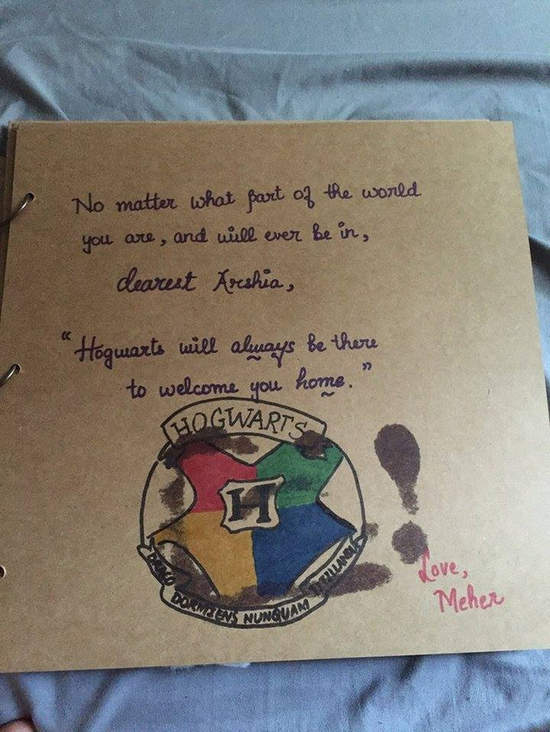 No matter what part of the world
you are, and will ever be in,
dearest Arshia,
"Hogwarts will always be there
to welcome you home."
HOGWARTS
H
DRACO DORMIENS NUNQUAM TITILLANDUS
Love,
Meher